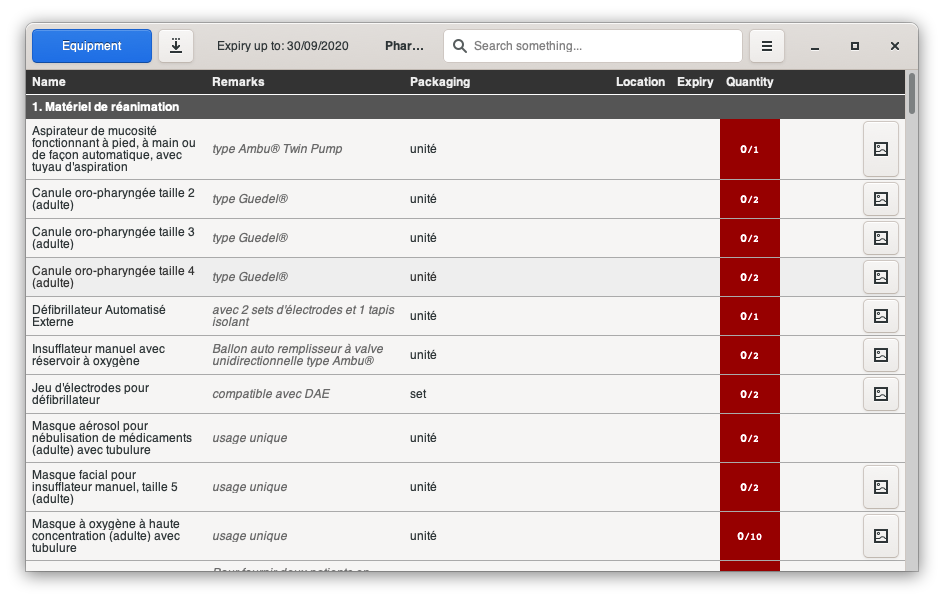 Equipment
Expiry up to: 30/09/2020
Phar...
Search something...
Name Remarks Packaging Location Expiry Quantity
1. Matériel de réanimation
Aspirateur de mucosité
fonctionnant à pied, à main ou
de façon automatique, avec
tuyau d'aspiration
type Ambu® Twin Pump
unité
0/1
Canule oro-pharyngée taille 2
(adulte)
type Guedel®
unité
0/2
Canule oro-pharyngée taille 3
(adulte)
type Guedel®
unité
0/2
Canule oro-pharyngée taille 4
(adulte)
type Guedel®
unité
0/2
Défibrillateur Automatisé
Externe
avec 2 sets d'électrodes et 1 tapis
isolant
unité
0/1
Insufflateur manuel avec
réservoir à oxygène
Ballon auto remplisseur à valve
unidirectionnelle type Ambu®
unité
0/2
Jeu d'électrodes pour
défibrillateur
compatible avec DAE
set
0/2
Masque aérosol pour
nébulisation de médicaments
(adulte) avec tubulure
usage unique
unité
0/2
Masque facial pour
insufflateur manuel, taille 5
(adulte)
usage unique
unité
0/2
Masque à oxygène à haute
concentration (adulte) avec
tubulure
usage unique
unité
0/10